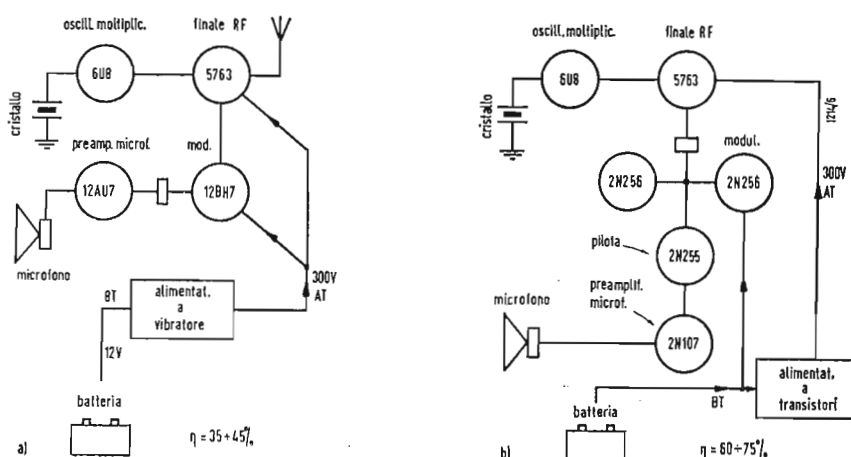 oscill. moltiplic.
finale RF
6U8
5763
cristallo
preamp. microf.
mod.
12AU7
12BH7
microfono
BT
alimentat.
a
vibratore
300V
AT
12V
batteria
a)
η = 35÷45%
oscill. moltiplic.
finale RF
6U8
5763
cristallo
modul.
2N256
2N256
300V
AT
pilota
2N255
preamplif.
microf.
microfono
2N107
BT
alimentat.
a
transistori
batteria
b)
η = 60÷75%